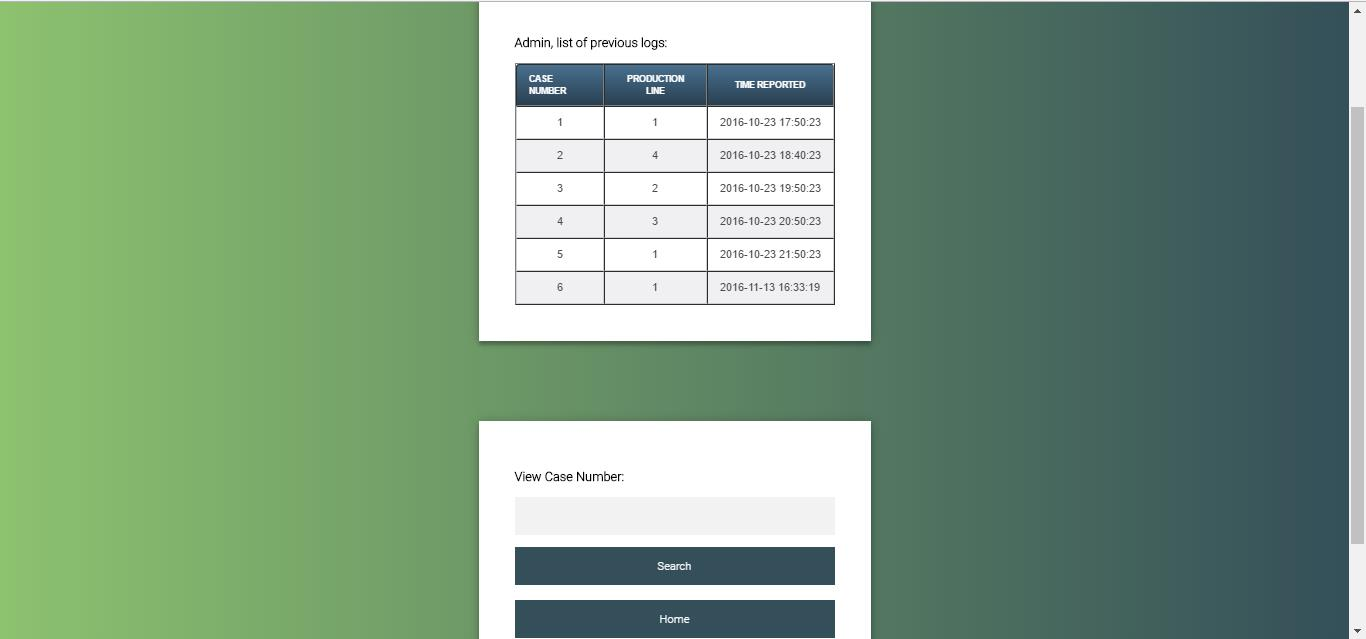 Admin, list of previous logs:
CASE NUMBER PRODUCTION LINE TIME REPORTED
1 1 2016-10-23 17:50:23
2 4 2016-10-23 18:40:23
3 2 2016-10-23 19:50:23
4 3 2016-10-23 20:50:23
5 1 2016-10-23 21:50:23
6 1 2016-11-13 16:33:19
View Case Number:
Search
Home